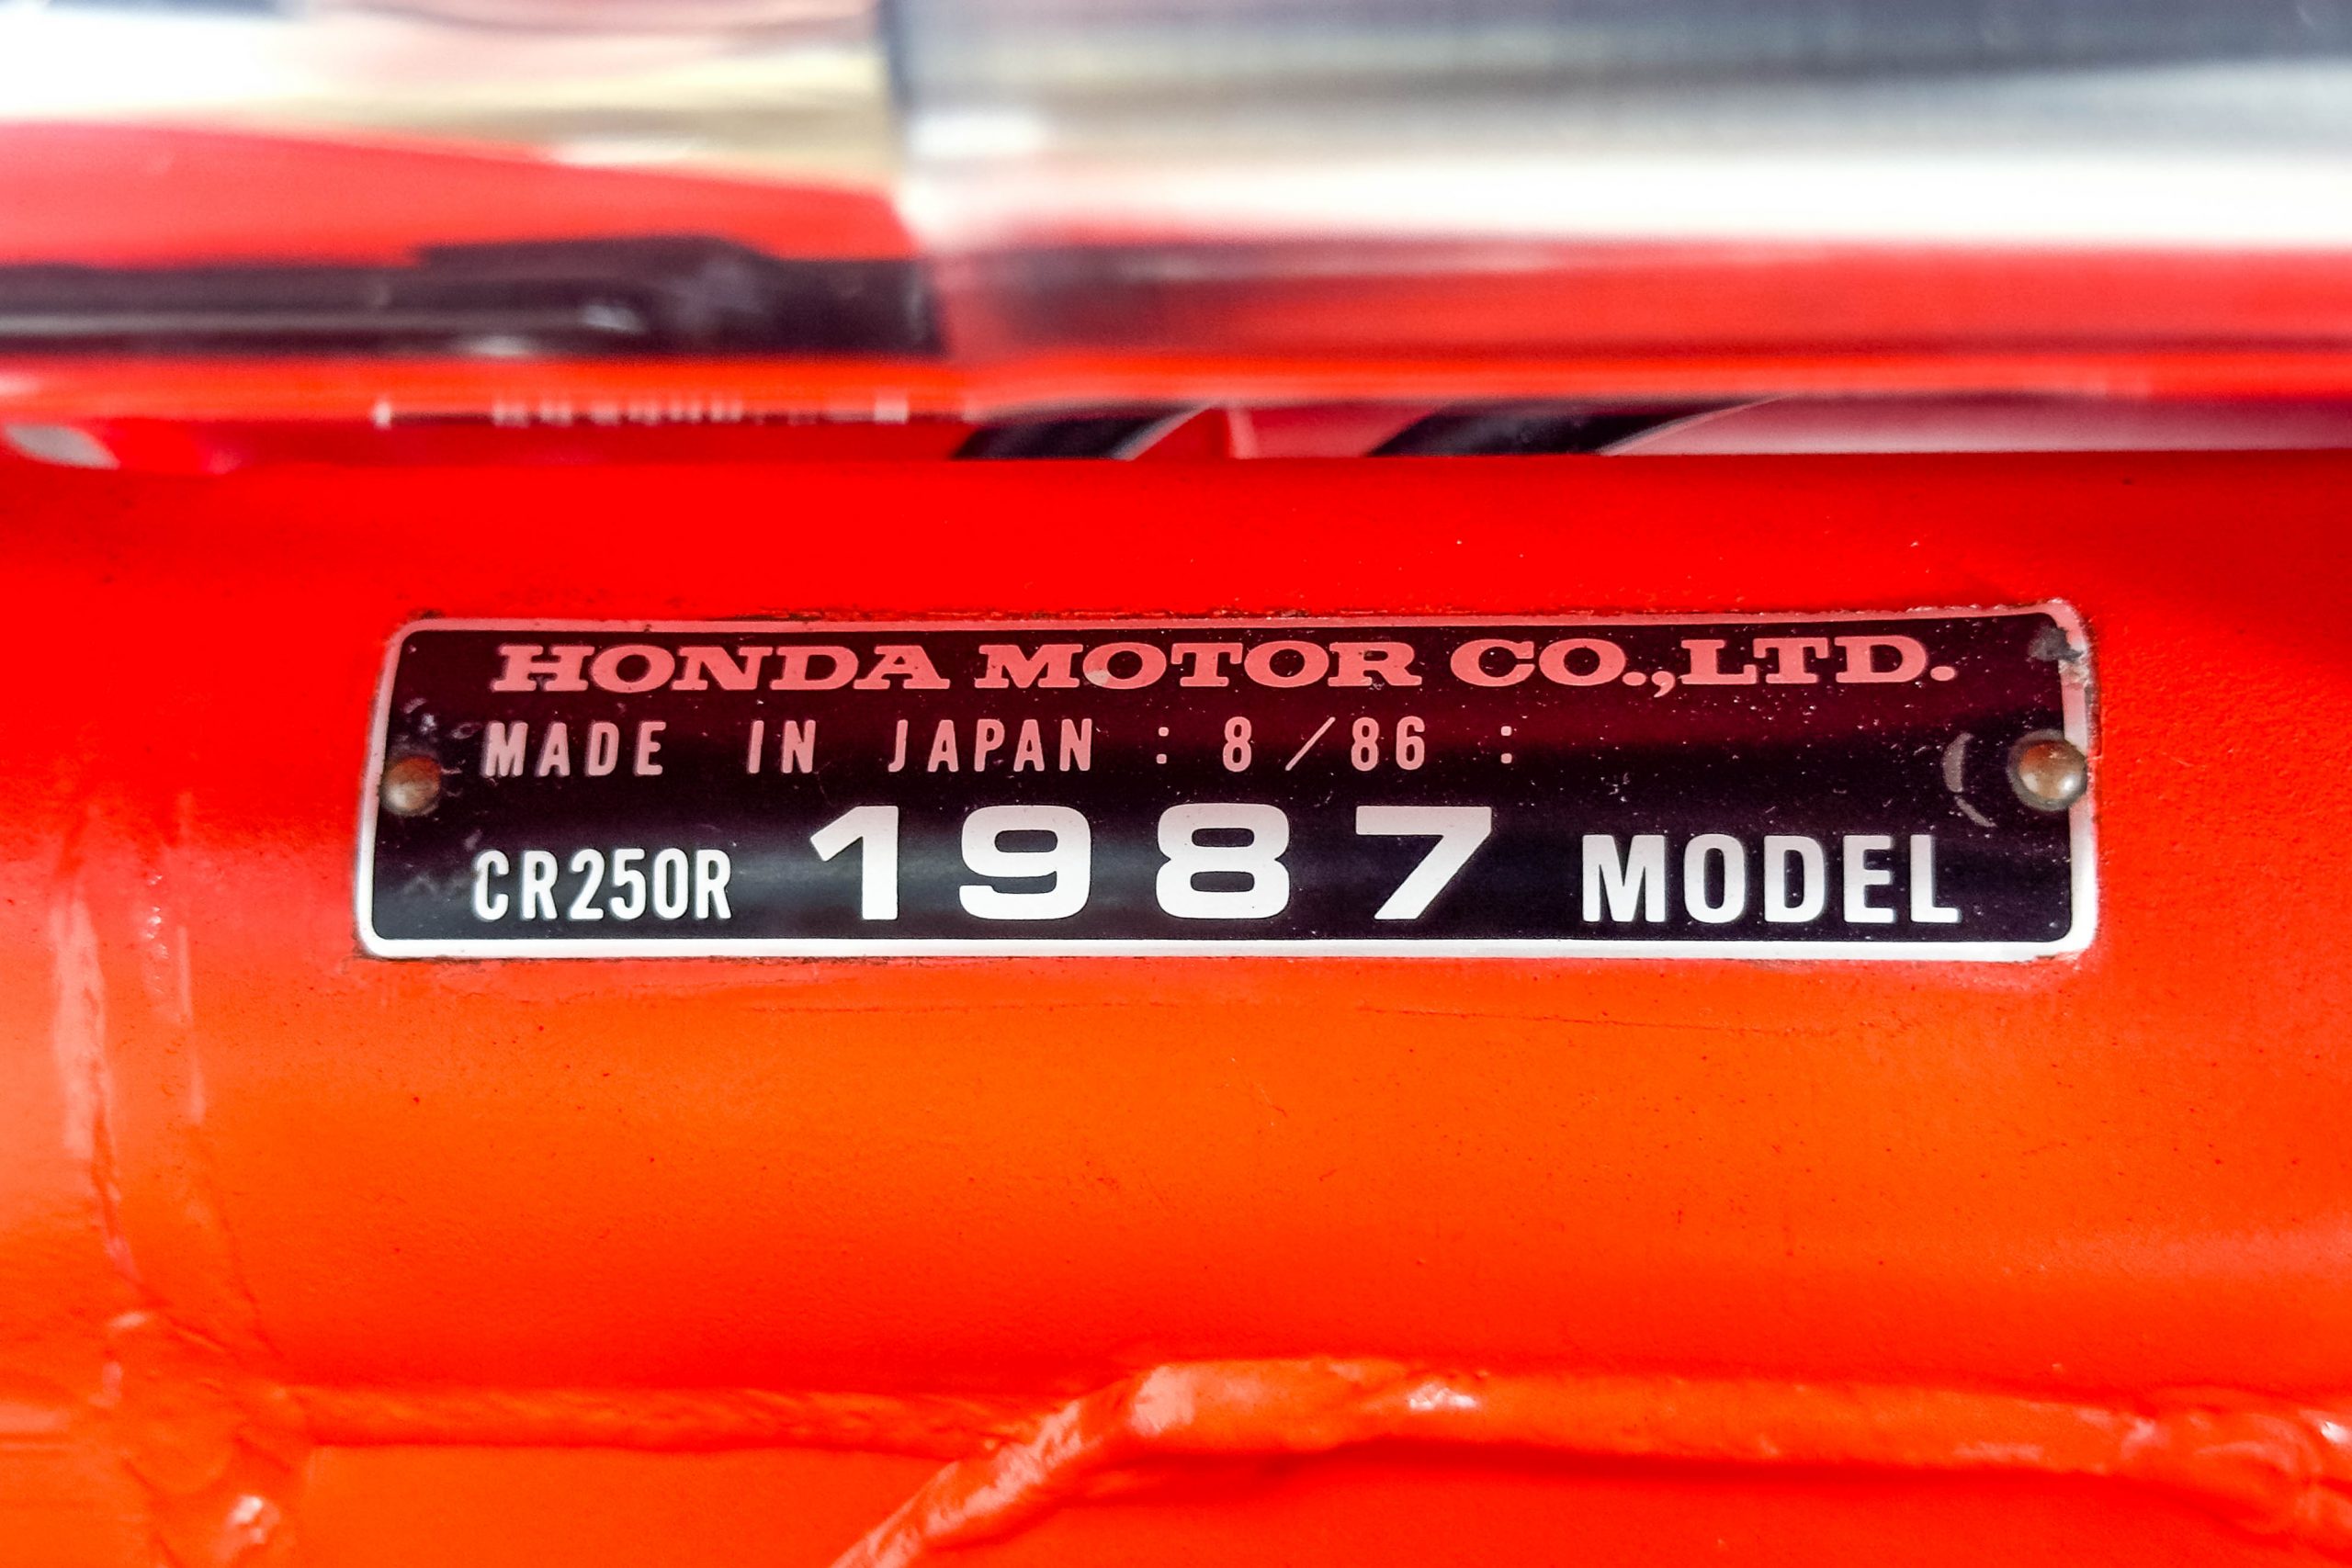 HONDA MOTOR CO.,LTD.
MADE IN JAPAN : 8 /86 :
CR250R 1987 MODEL